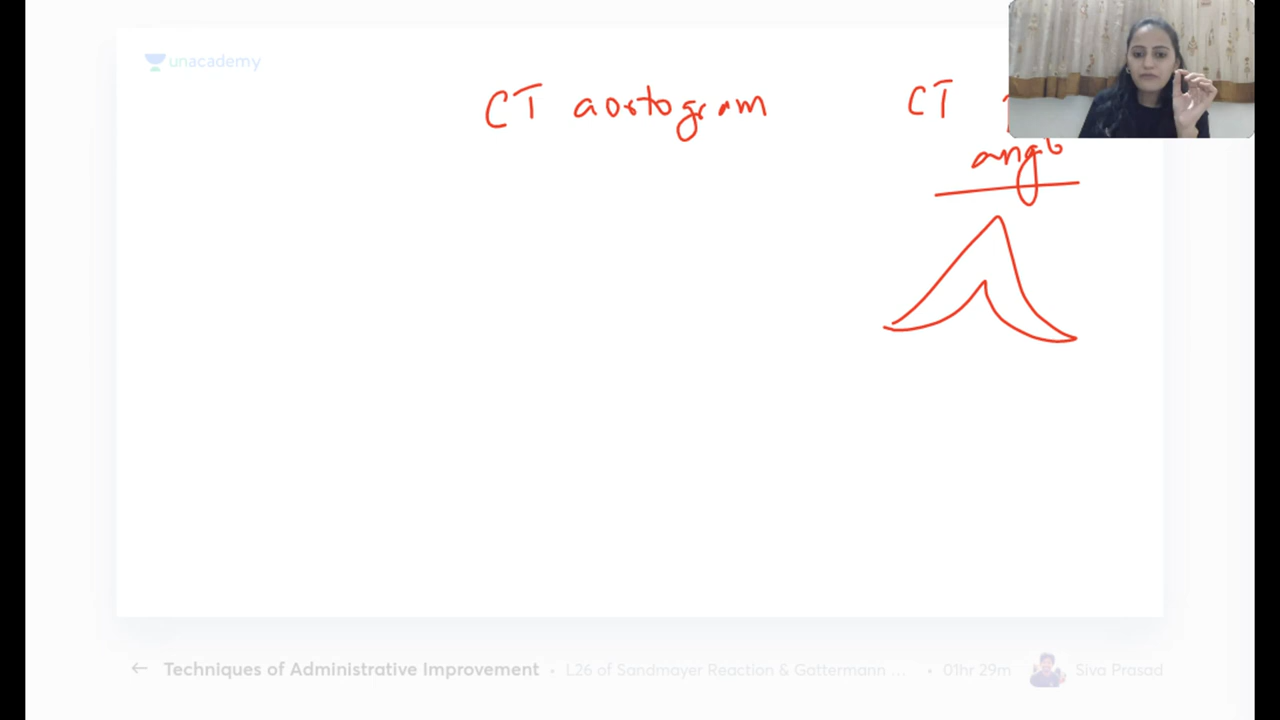 unacademy
CT aortogram
CT
angio
Techniques of Administrative Improvement • L26 of Sandmayer Reaction & Gattermann ... • 01hr 29m Siva Prasad